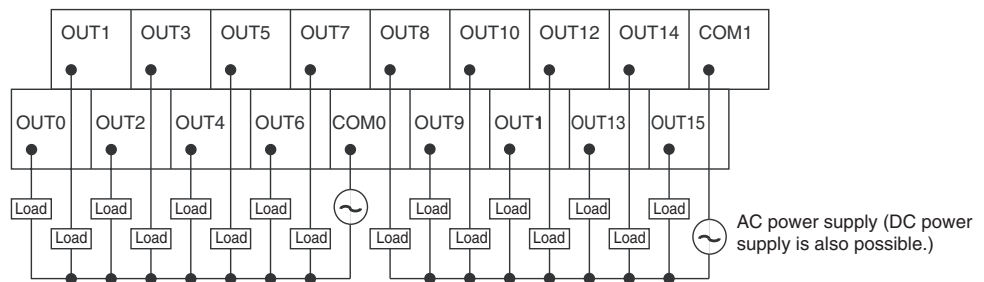 OUT1 OUT3 OUT5 OUT7 OUT8 OUT10 OUT12 OUT14 COM1
OUT0 OUT2 OUT4 OUT6 COM0 OUT9 OUT1 OUT13 OUT15
Load Load Load Load Load Load Load Load
Load Load Load Load Load Load Load Load
AC power supply (DC power
supply is also possible.)